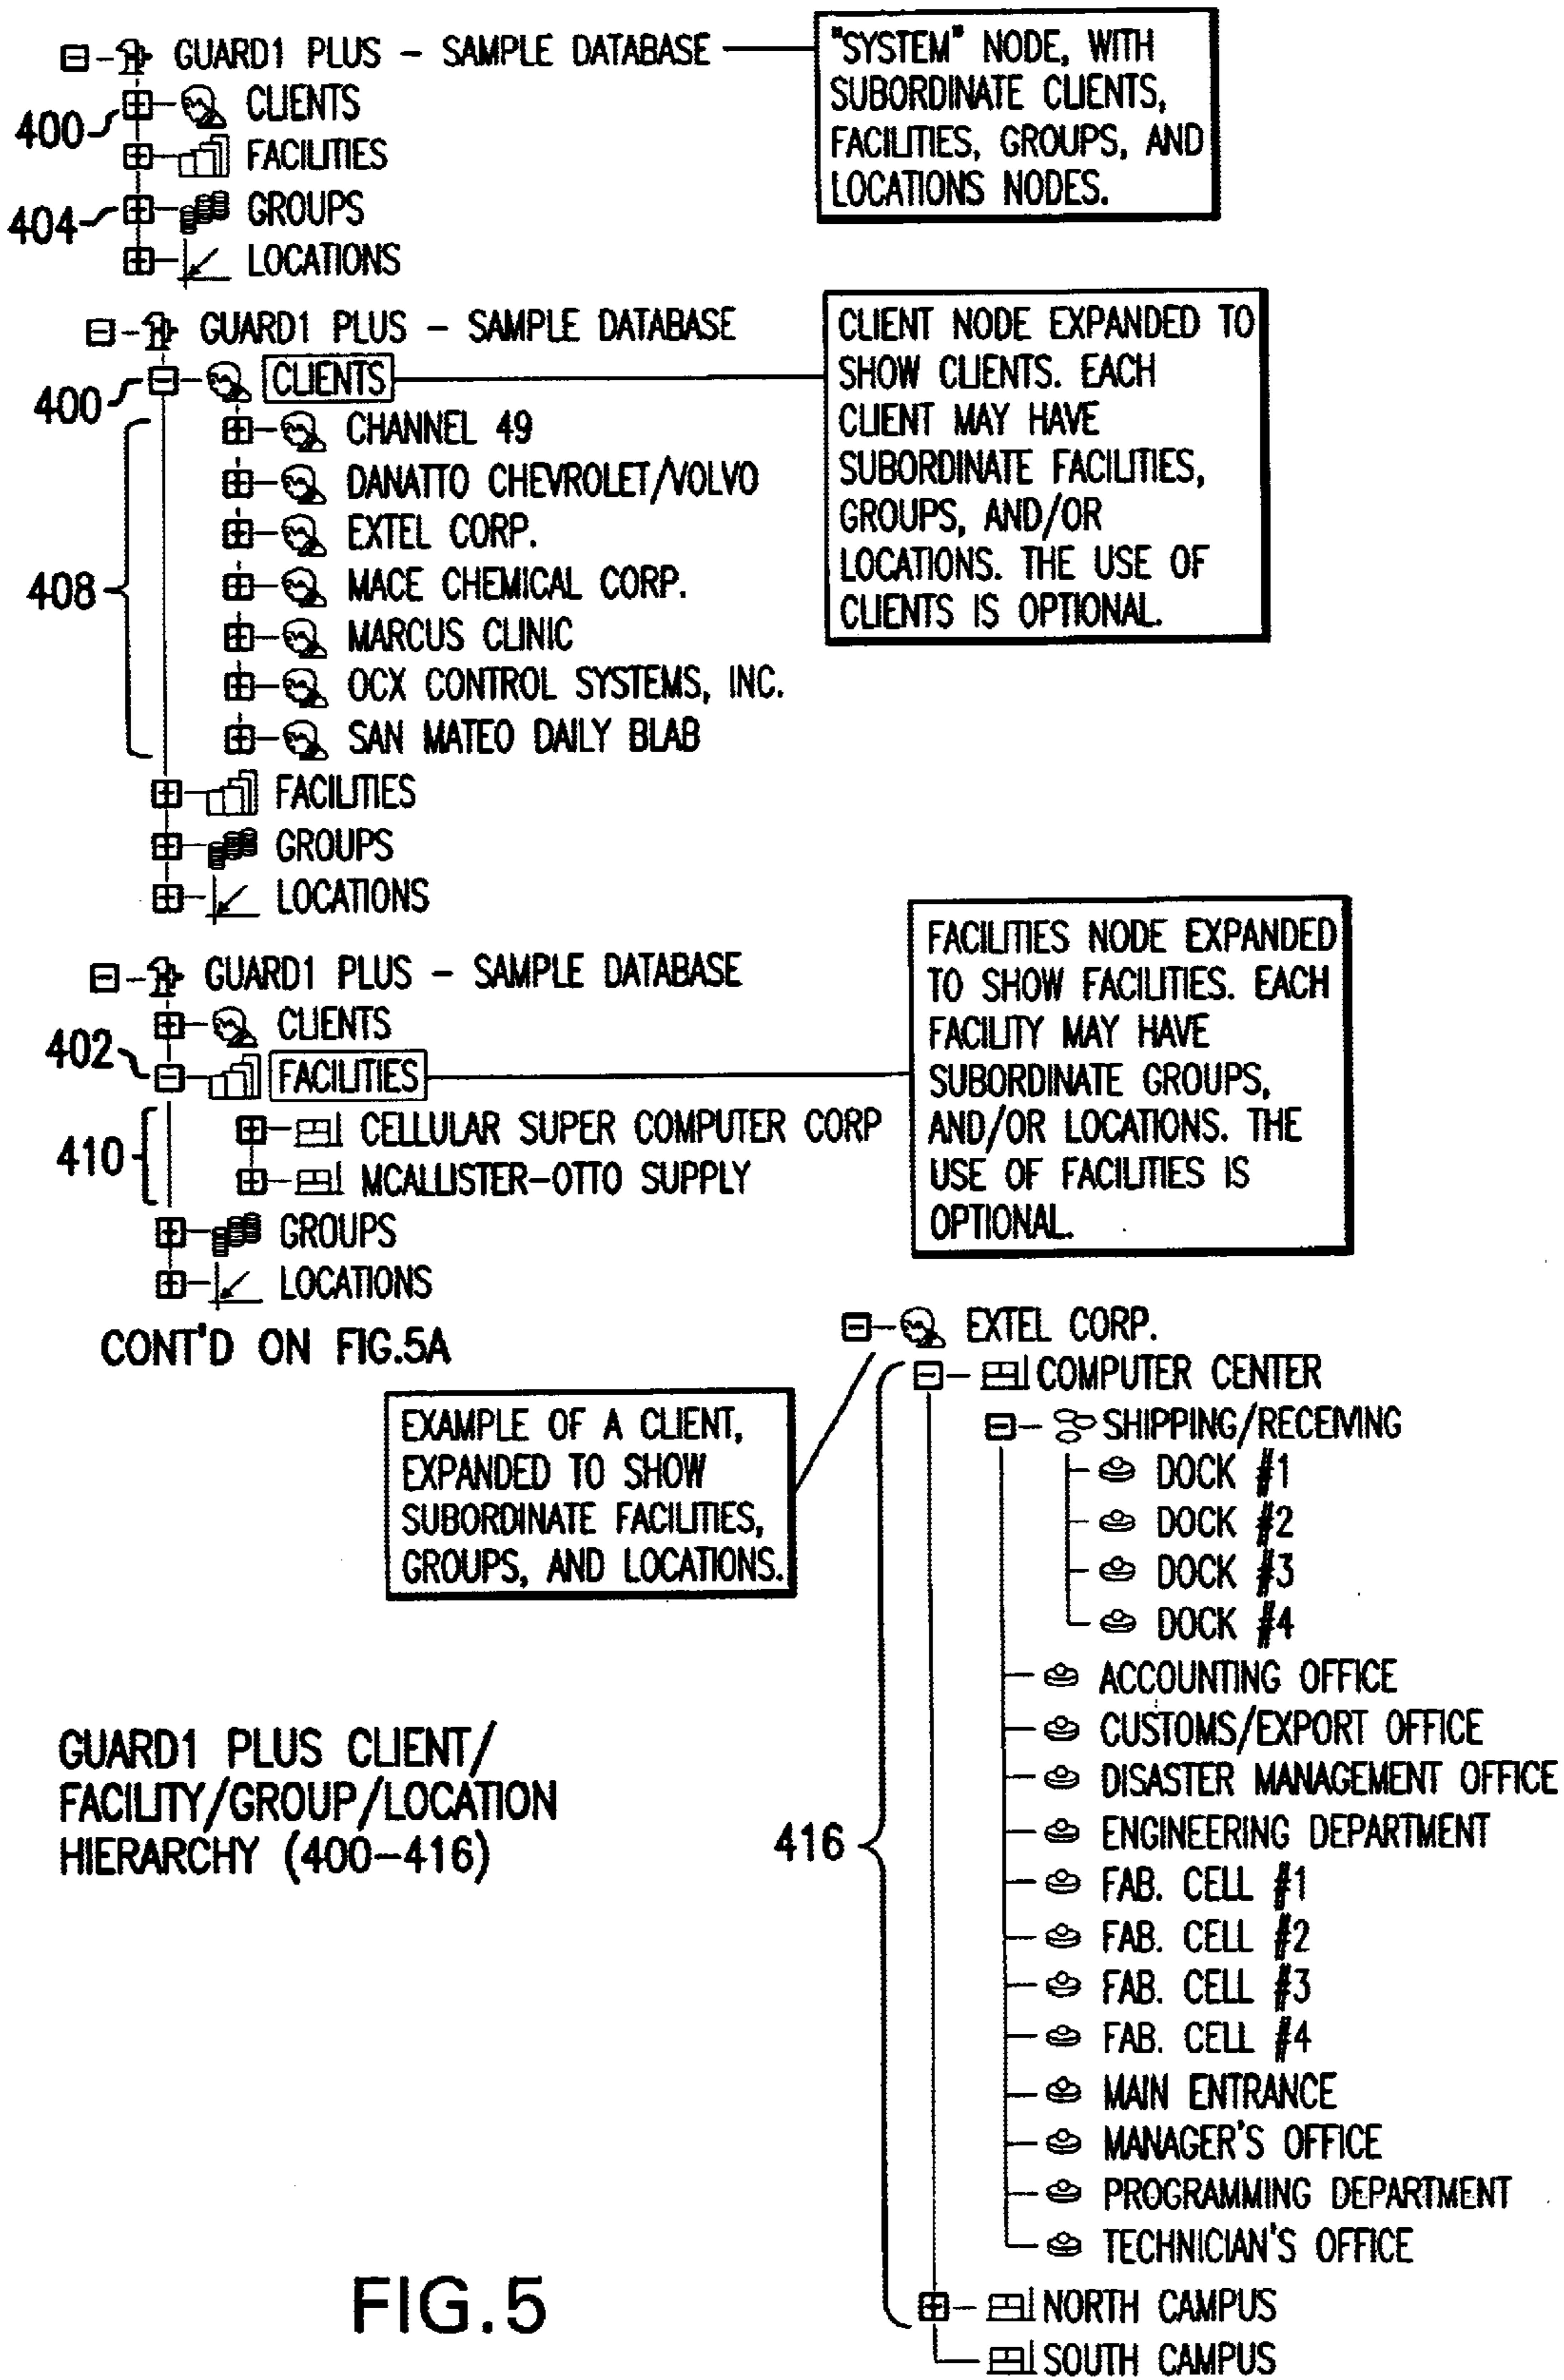 GUARD1 PLUS - SAMPLE DATABASE
400
CLIENTS
FACILITIES
404
GROUPS
LOCATIONS
"SYSTEM" NODE, WITH
SUBORDINATE CLIENTS,
FACILITIES, GROUPS, AND
LOCATIONS NODES.
GUARD1 PLUS - SAMPLE DATABASE
400
CLIENTS
408
CHANNEL 49
DANATTO CHEVROLET/VOLVO
EXTEL CORP.
MACE CHEMICAL CORP.
MARCUS CLINIC
OCX CONTROL SYSTEMS, INC.
SAN MATEO DAILY BLAB
FACILITIES
GROUPS
LOCATIONS
CLIENT NODE EXPANDED TO
SHOW CLIENTS. EACH
CLIENT MAY HAVE
SUBORDINATE FACILITIES,
GROUPS, AND/OR
LOCATIONS. THE USE OF
CLIENTS IS OPTIONAL.
GUARD1 PLUS - SAMPLE DATABASE
CLIENTS
402
FACILITIES
410
CELLULAR SUPER COMPUTER CORP
MCALLISTER-OTTO SUPPLY
GROUPS
LOCATIONS
FACILITIES NODE EXPANDED
TO SHOW FACILITIES. EACH
FACILITY MAY HAVE
SUBORDINATE GROUPS,
AND/OR LOCATIONS. THE
USE OF FACILITIES IS
OPTIONAL.
CONT'D ON FIG.5A
EXAMPLE OF A CLIENT,
EXPANDED TO SHOW
SUBORDINATE FACILITIES,
GROUPS, AND LOCATIONS.
EXTEL CORP.
COMPUTER CENTER
SHIPPING/RECEIVING
DOCK #1
DOCK #2
DOCK #3
DOCK #4
ACCOUNTING OFFICE
CUSTOMS/EXPORT OFFICE
DISASTER MANAGEMENT OFFICE
ENGINEERING DEPARTMENT
416
FAB. CELL #1
FAB. CELL #2
FAB. CELL #3
FAB. CELL #4
MAIN ENTRANCE
MANAGER'S OFFICE
PROGRAMMING DEPARTMENT
TECHNICIAN'S OFFICE
NORTH CAMPUS
SOUTH CAMPUS
GUARD1 PLUS CLIENT/
FACILITY/GROUP/LOCATION
HIERARCHY (400-416)
FIG.5